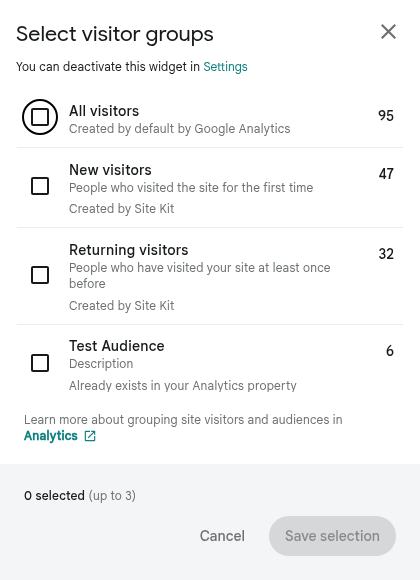 Select visitor groups
You can deactivate this widget in Settings
All visitors 95
Created by default by Google Analytics
New visitors 47
People who visited the site for the first time
Created by Site Kit
Returning visitors 32
People who have visited your site at least once
before
Created by Site Kit
Test Audience 6
Description
Already exists in your Analytics property
Learn more about grouping site visitors and audiences in
Analytics
0 selected (up to 3)
Cancel Save selection